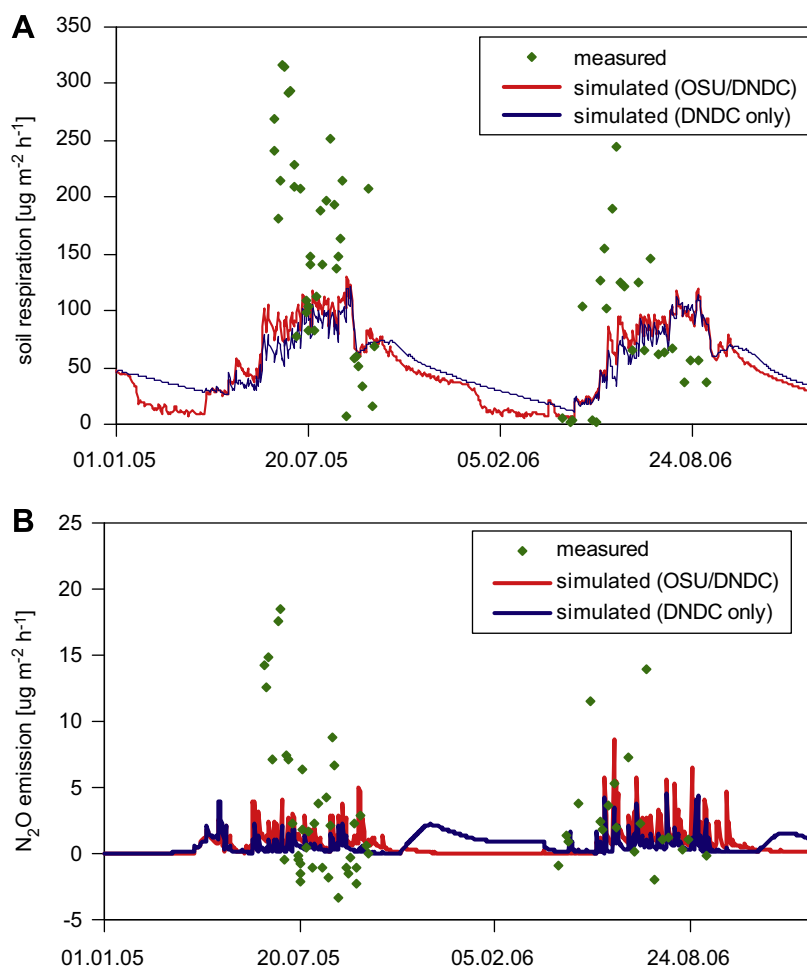 A
soil respiration [ug m-2 h-1]
350
300
250
200
150
100
50
0
measured
simulated (OSU/DNDC)
simulated (DNDC only)
01.01.05 20.07.05 05.02.06 24.08.06
B
N2O emission [ug m-2 h-1]
25
20
15
10
5
0
-5
measured
simulated (OSU/DNDC)
simulated (DNDC only)
01.01.05 20.07.05 05.02.06 24.08.06